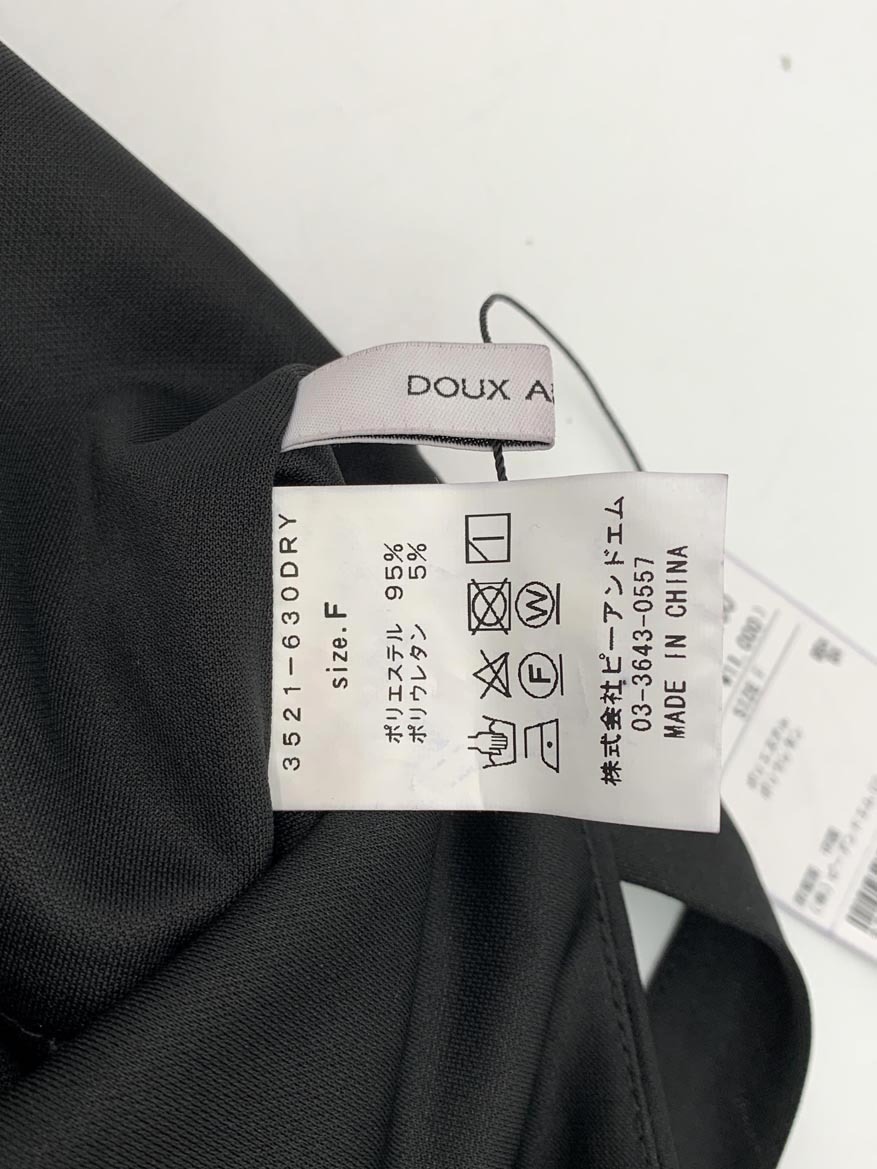 DOUX A
3521-630DRY
size.F
ポリエステル 95%
ポリウレタン 5%
W
F
株式会社ピーアンドエム
03-3643-0557
MADE IN CHINA